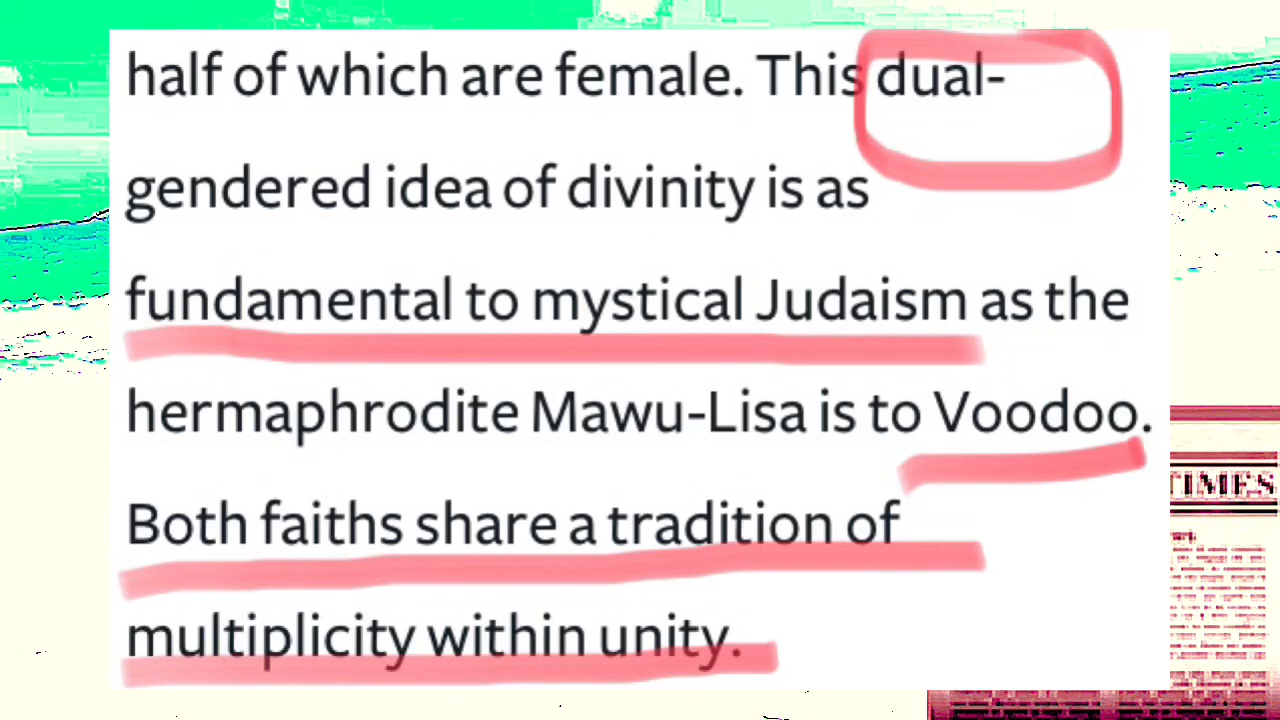 half of which are female. This dual-
gendered idea of divinity is as
fundamental to mystical Judaism as the
hermaphrodite Mawu-Lisa is to Voodoo.
Both faiths share a tradition of
multiplicity within unity.
TIMES